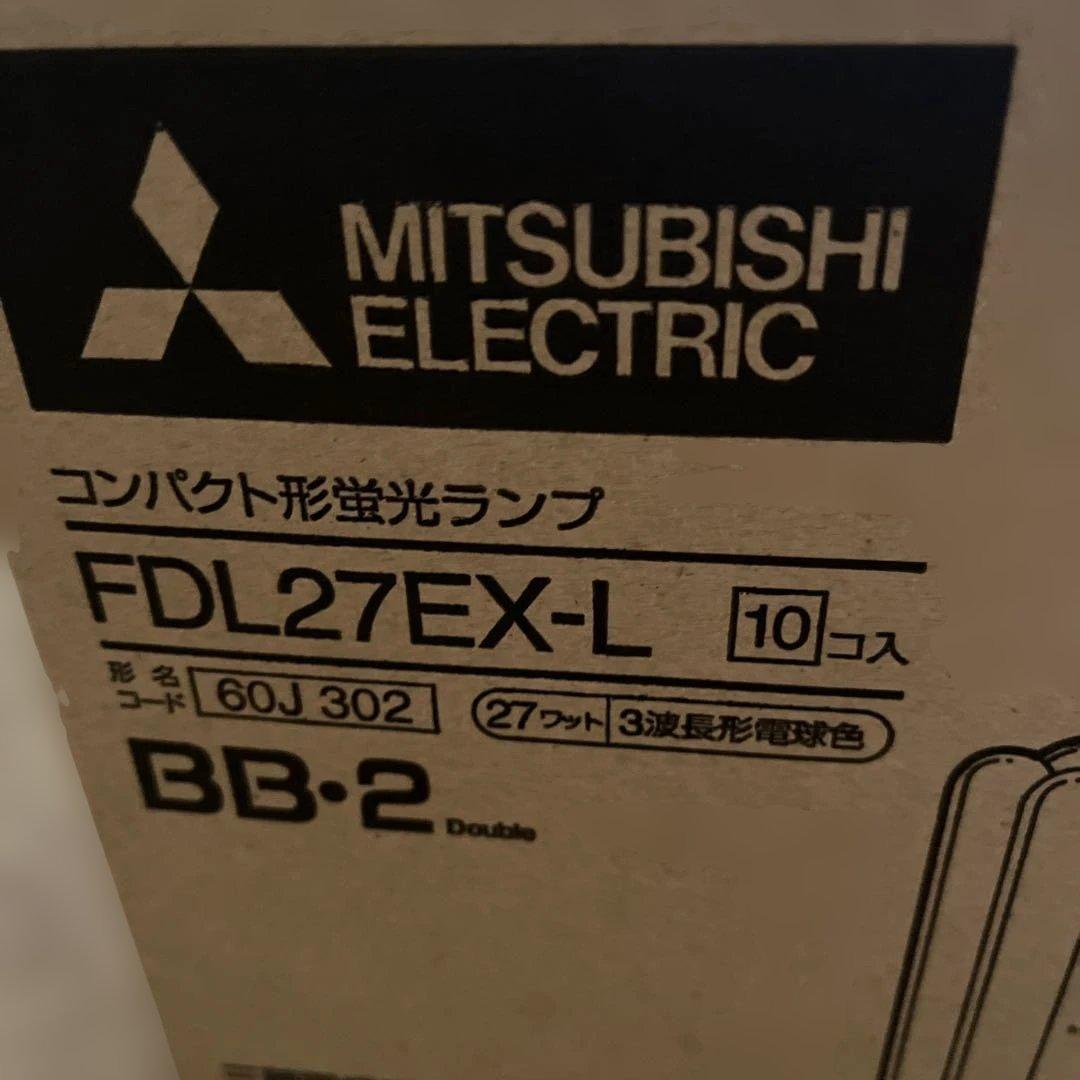 MITSUBISHI
ELECTRIC
コンパクト形蛍光ランプ
FDL27EX-L 10コ入
形名
コード 60J 302 27ワット 3波長形電球色
BB・2 Double